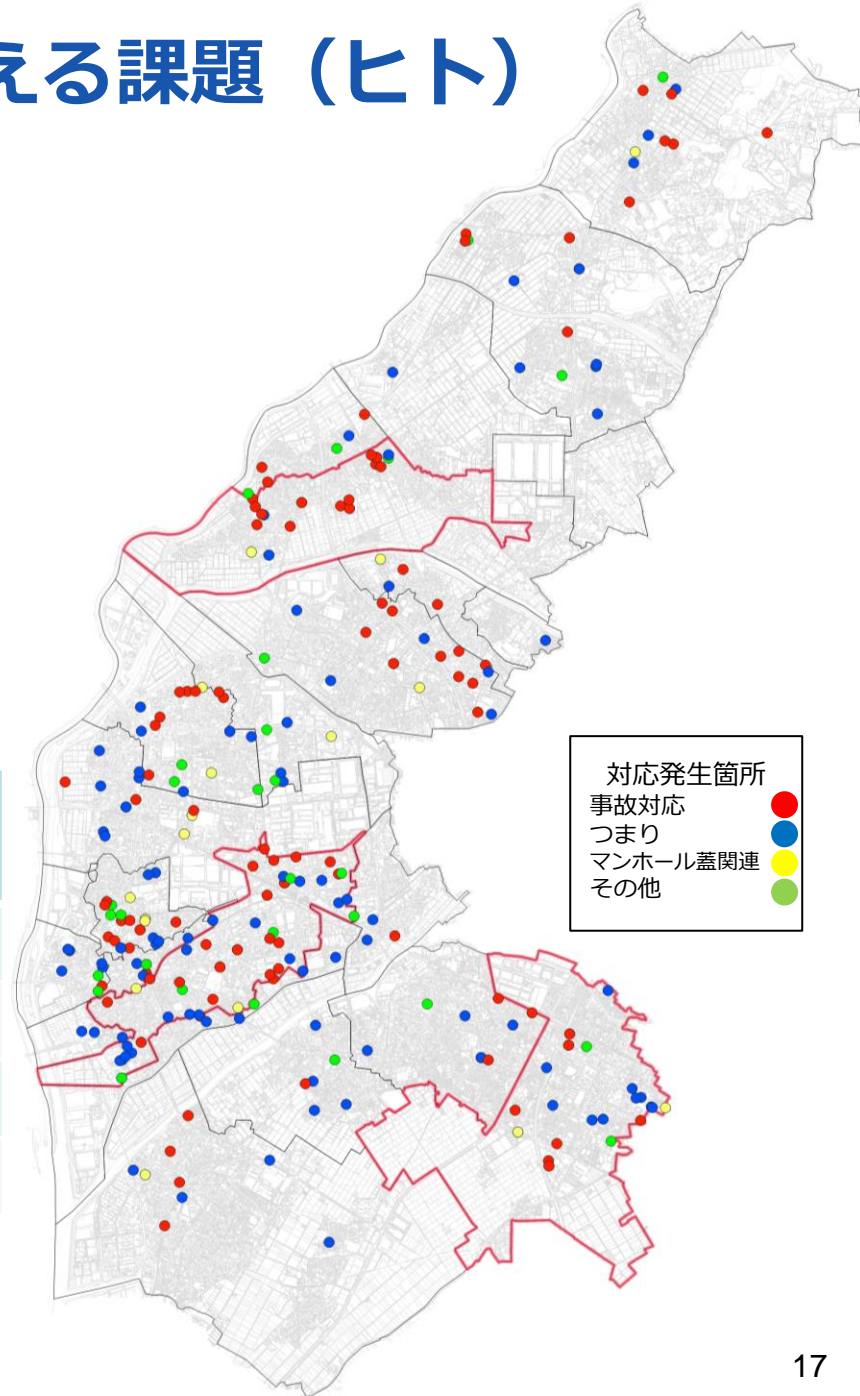 える課題（ヒト）
対応発生箇所
事故対応
つまり
マンホール蓋関連
その他
17